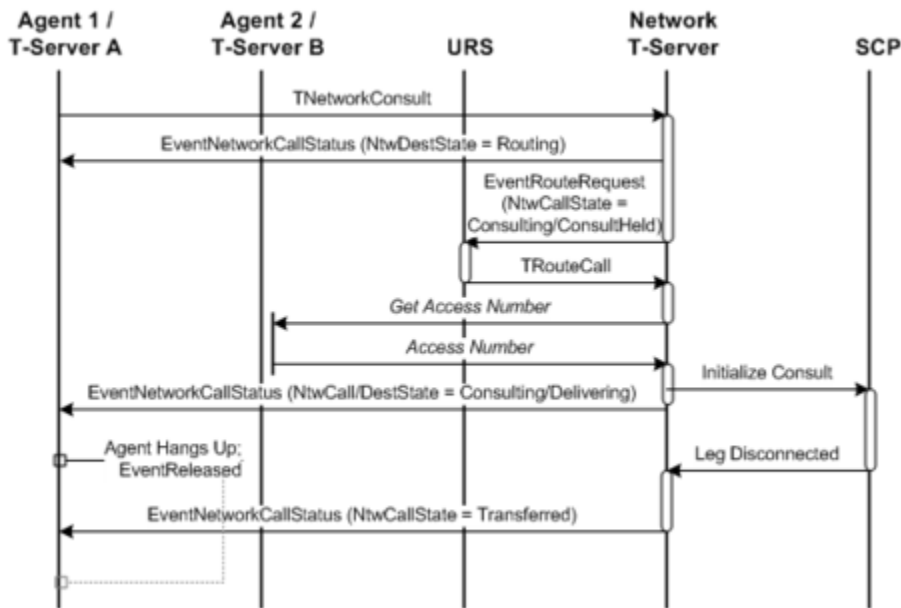 Agent 1 /
T-Server A
Agent 2 /
T-Server B
URS
Network
T-Server
SCP
TNetworkConsult
EventNetworkCallStatus (NtwDestState = Routing)
EventRouteRequest
(NtwCallState =
Consulting/ConsultHeld)
TRouteCall
Get Access Number
Access Number
Initialize Consult
EventNetworkCallStatus (NtwCall/DestState = Consulting/Delivering)
Agent Hangs Up;
EventReleased
Leg Disconnected
EventNetworkCallStatus (NtwCallState = Transferred)